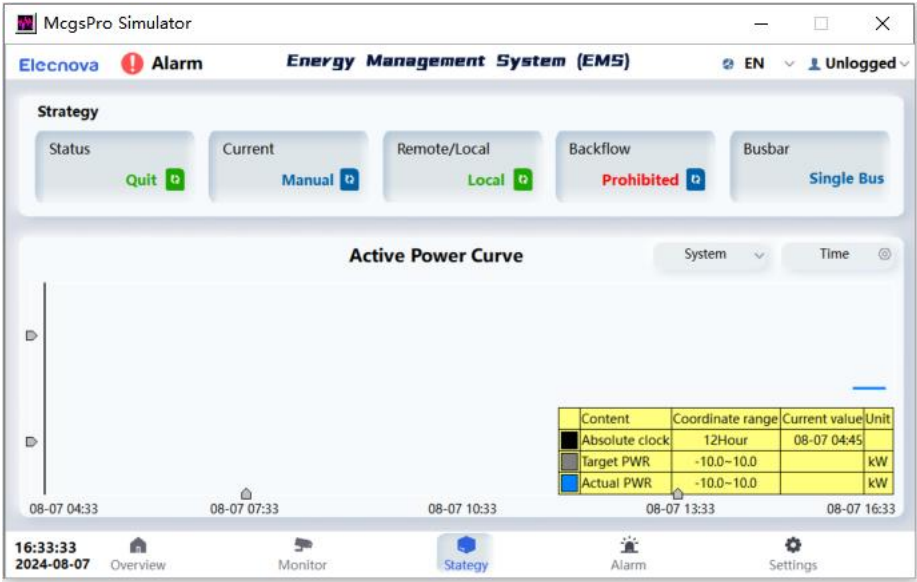 McgsPro Simulator
Elecnova Alarm Energy Management System (EMS) EN Unlogged
Strategy
Status Current Remote/Local Backflow Busbar
Quit Manual Local Prohibited Single Bus
Active Power Curve System Time
Content Coordinate range Current value Unit
Absolute clock 12Hour 08-07 04:45
Target PWR -10.0~10.0 kW
Actual PWR -10.0~10.0 kW
08-07 04:33 08-07 07:33 08-07 10:33 08-07 13:33 08-07 16:33
16:33:33
2024-08-07 Overview Monitor Stategy Alarm Settings